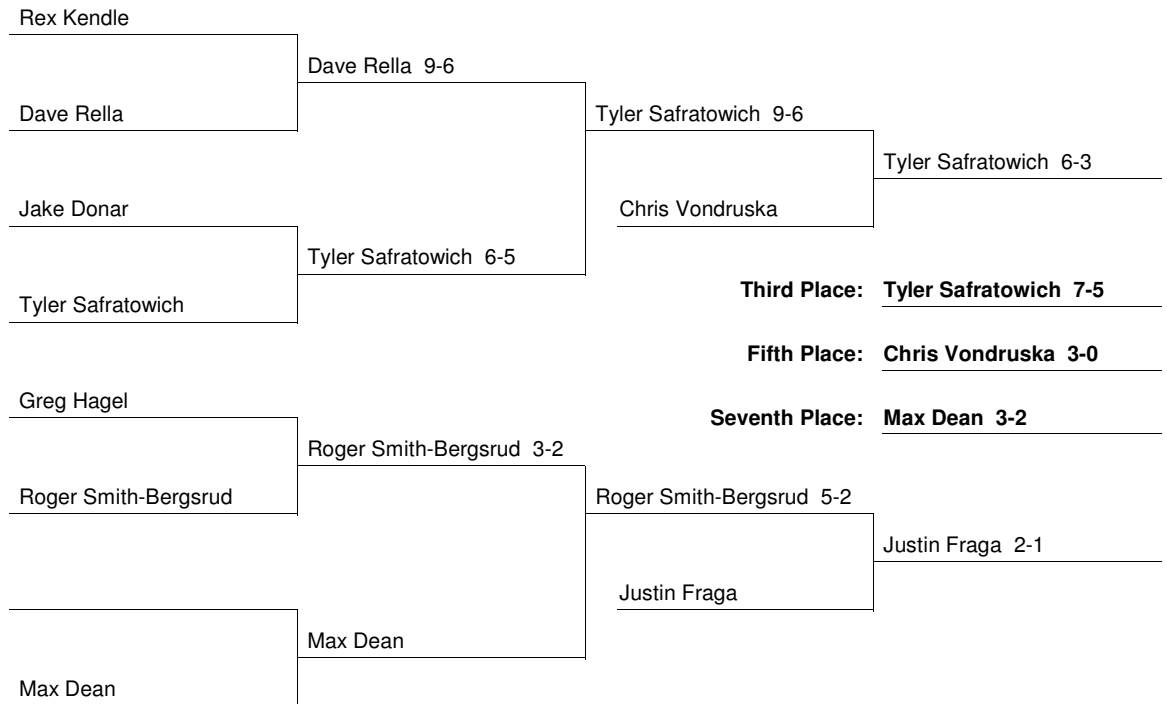 Rex Kendle
Dave Rella 9-6
Dave Rella
Tyler Safratowich 9-6
Tyler Safratowich 6-3
Jake Donar
Chris Vondruska
Tyler Safratowich 6-5
Third Place: Tyler Safratowich 7-5
Tyler Safratowich
Fifth Place: Chris Vondruska 3-0
Greg Hagel
Seventh Place: Max Dean 3-2
Roger Smith-Bergsrud 3-2
Roger Smith-Bergsrud
Roger Smith-Bergsrud 5-2
Justin Fraga 2-1
Justin Fraga
Max Dean
Max Dean